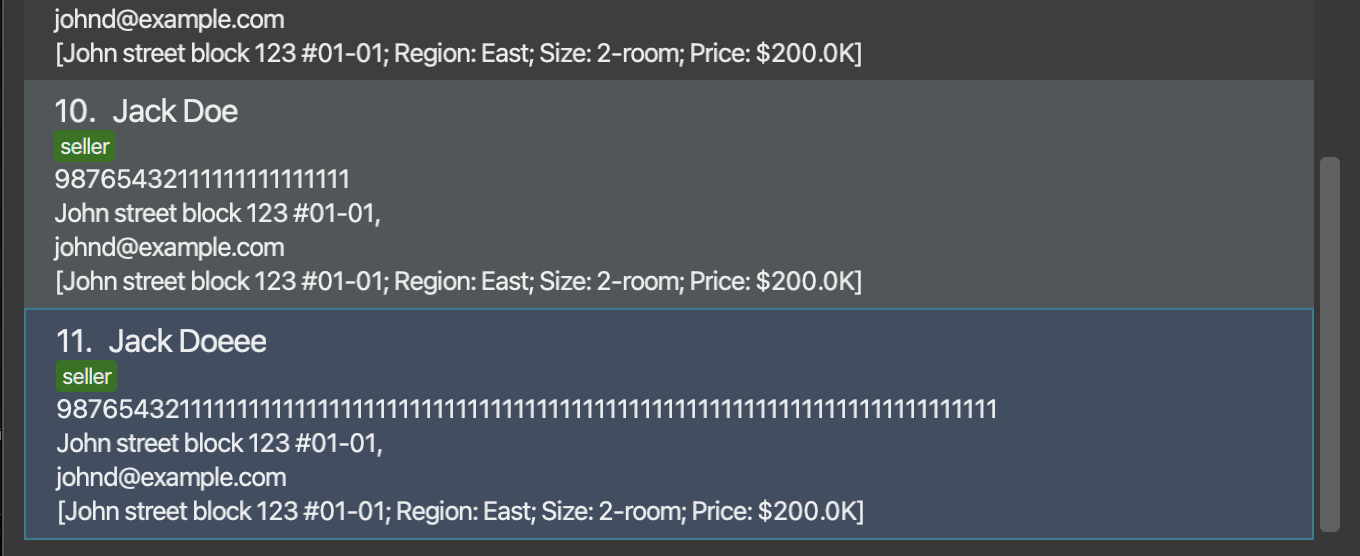 johnd@example.com
[John street block 123 #01-01; Region: East; Size: 2-room; Price: $200.0K]
10. Jack Doe
seller
John street block 123 #01-01,
johnd@example.com
[John street block 123 #01-01; Region: East; Size: 2-room; Price: $200.0K]
11. Jack Doeee
seller
John street block 123 #01-01,
johnd@example.com
[John street block 123 #01-01; Region: East; Size: 2-room; Price: $200.0K]